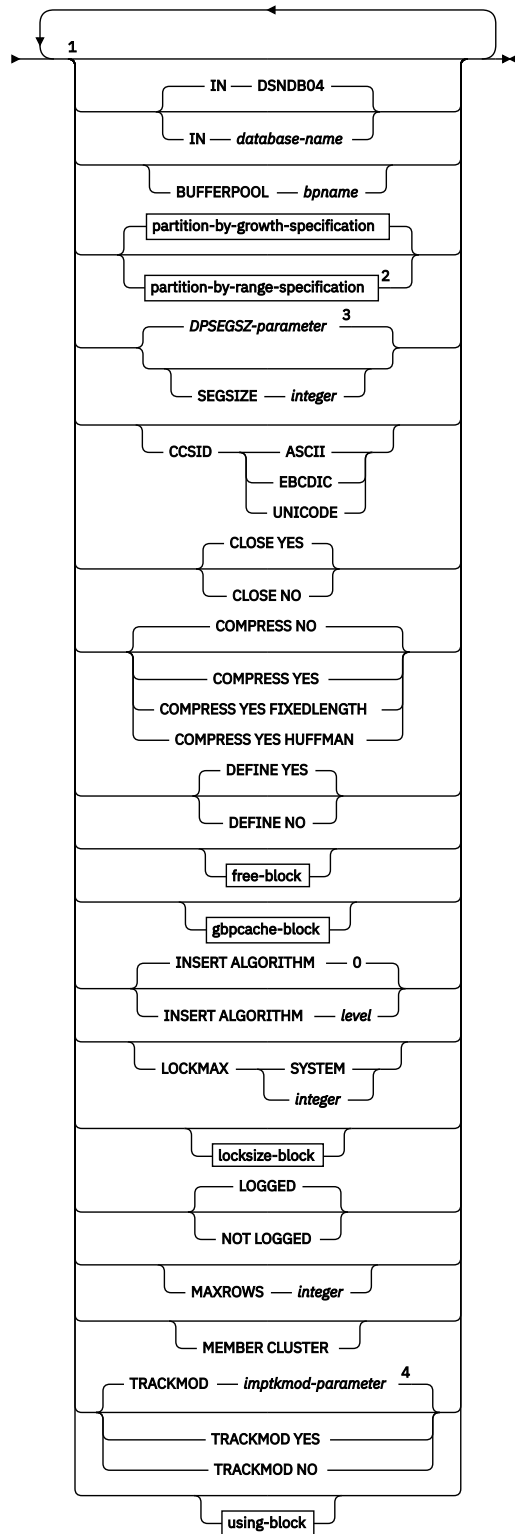 1
IN DSNDB04
IN database-name
BUFFERPOOL bpname
partition-by-growth-specification
partition-by-range-specification 2
DPSEGSZ-parameter 3
SEGSIZE integer
CCSID ASCII
EBCDIC
UNICODE
CLOSE YES
CLOSE NO
COMPRESS NO
COMPRESS YES
COMPRESS YES FIXEDLENGTH
COMPRESS YES HUFFMAN
DEFINE YES
DEFINE NO
free-block
gbpcache-block
INSERT ALGORITHM 0
INSERT ALGORITHM level
LOCKMAX SYSTEM
integer
locksize-block
LOGGED
NOT LOGGED
MAXROWS integer
MEMBER CLUSTER
TRACKMOD imptkmod-parameter 4
TRACKMOD YES
TRACKMOD NO
using-block